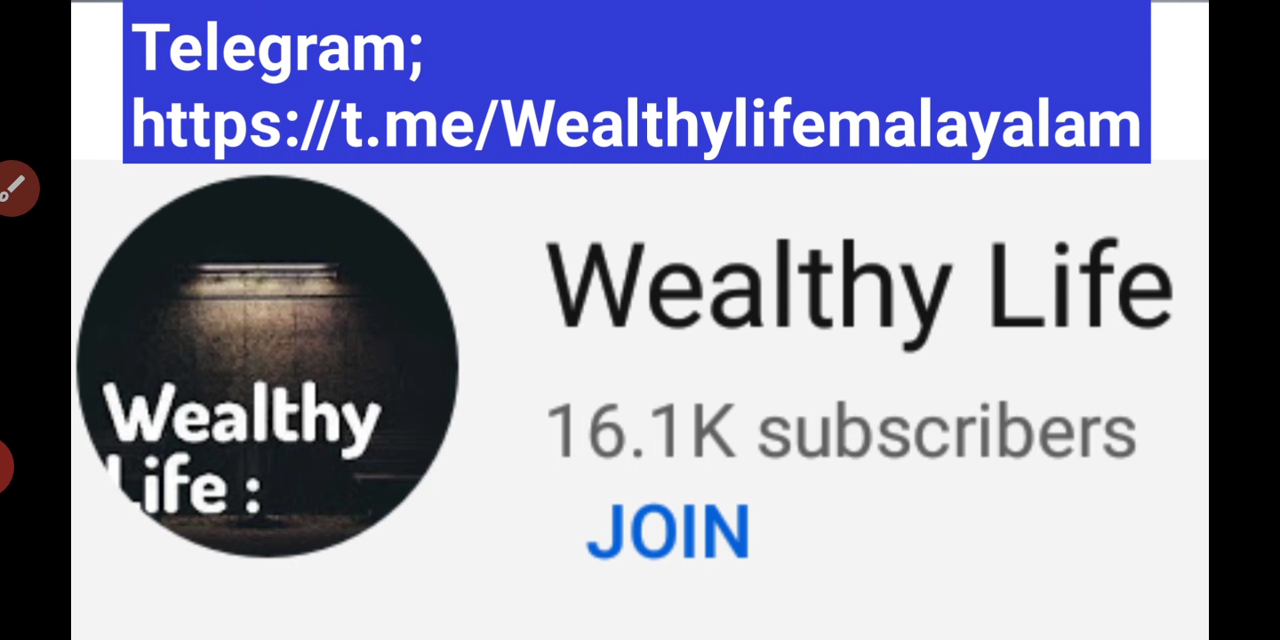 Telegram;
https://t.me/Wealthylifemalayalam
Wealthy Life
16.1K subscribers
JOIN
Wealthy
Life :